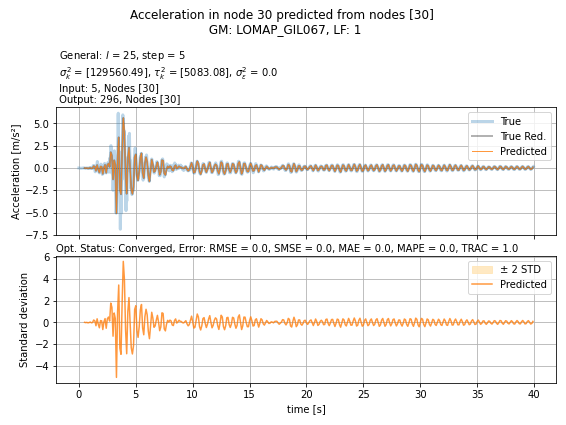 Acceleration in node 30 predicted from nodes [30]
GM: LOMAP_GIL067, LF: 1
General: l = 25, step = 5
σ²ₖ = [129560.49], τ²ₖ = [5083.08], σ²_ε = 0.0
Input: 5, Nodes [30]
Output: 296, Nodes [30]
Acceleration [m/s²]
5.0
2.5
0.0
−2.5
−5.0
−7.5
True
True Red.
Predicted
Opt. Status: Converged, Error: RMSE = 0.0, SMSE = 0.0, MAE = 0.0, MAPE = 0.0, TRAC = 1.0
Standard deviation
6
4
2
0
−2
−4
± 2 STD
Predicted
0 5 10 15 20 25 30 35 40
time [s]